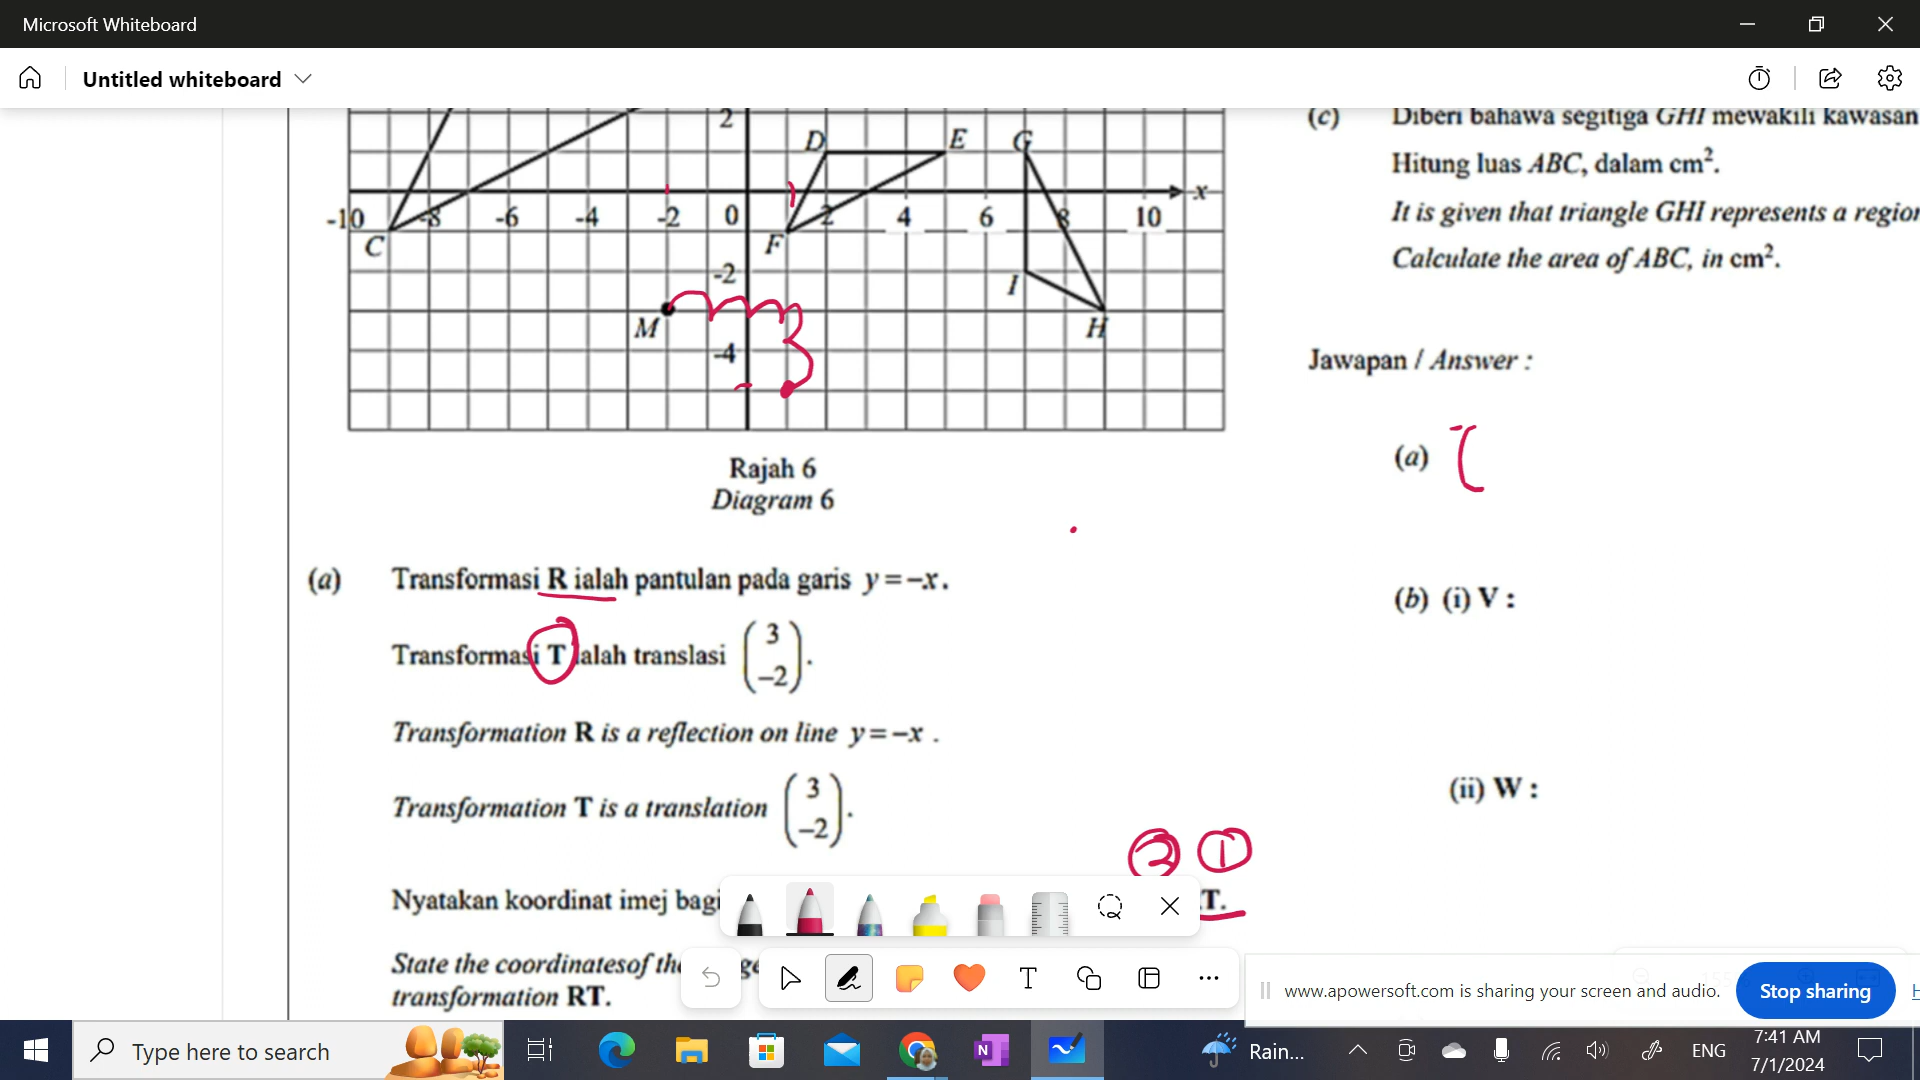 Microsoft Whiteboard
Untitled whiteboard
2
D E G
x
-10 -8 -6 -4 -2 0 2 4 6 8 10
C F
-2
I
M H
-4
Rajah 6
Diagram 6
(a) Transformasi R ialah pantulan pada garis y = –x.
Transformasi T ialah translasi (3 –2).
Transformation R is a reflection on line y = –x .
Transformation T is a translation (3 –2).
② ①
Nyatakan koordinat imej bagi T.
State the coordinatesof the ge
transformation RT.
(c) Diberi bahawa segitiga GHI mewakili kawasan
Hitung luas ABC, dalam cm².
It is given that triangle GHI represents a region
Calculate the area of ABC, in cm².
Jawapan / Answer :
(a) (
(b) (i) V :
(ii) W :
T
www.apowersoft.com is sharing your screen and audio.
Stop sharing
H
Type here to search
N
Rain...
ENG
7:41 AM
7/1/2024